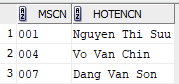 MSCN HOTENCN
1 001 Nguyen Thi Suu
2 004 Vo Van Chin
3 007 Dang Van Son